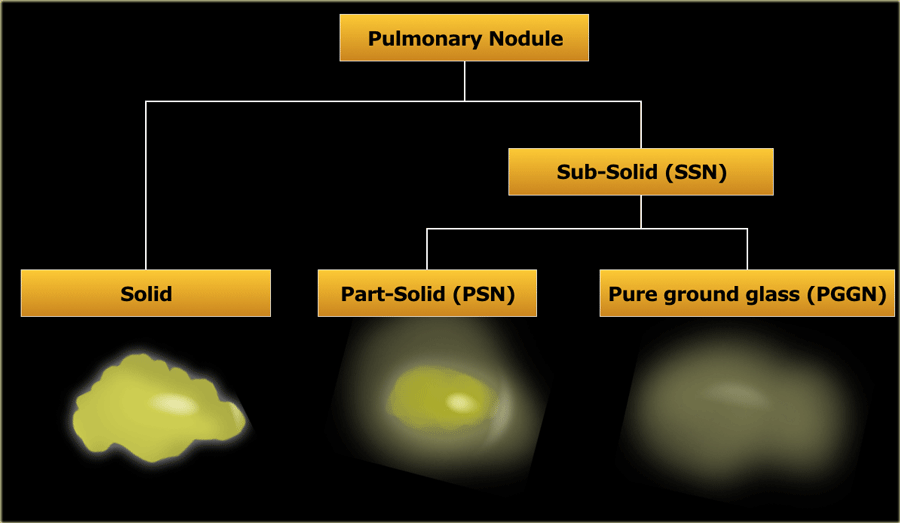 Pulmonary Nodule
Sub-Solid (SSN)
Solid
Part-Solid (PSN)
Pure ground glass (PGGN)